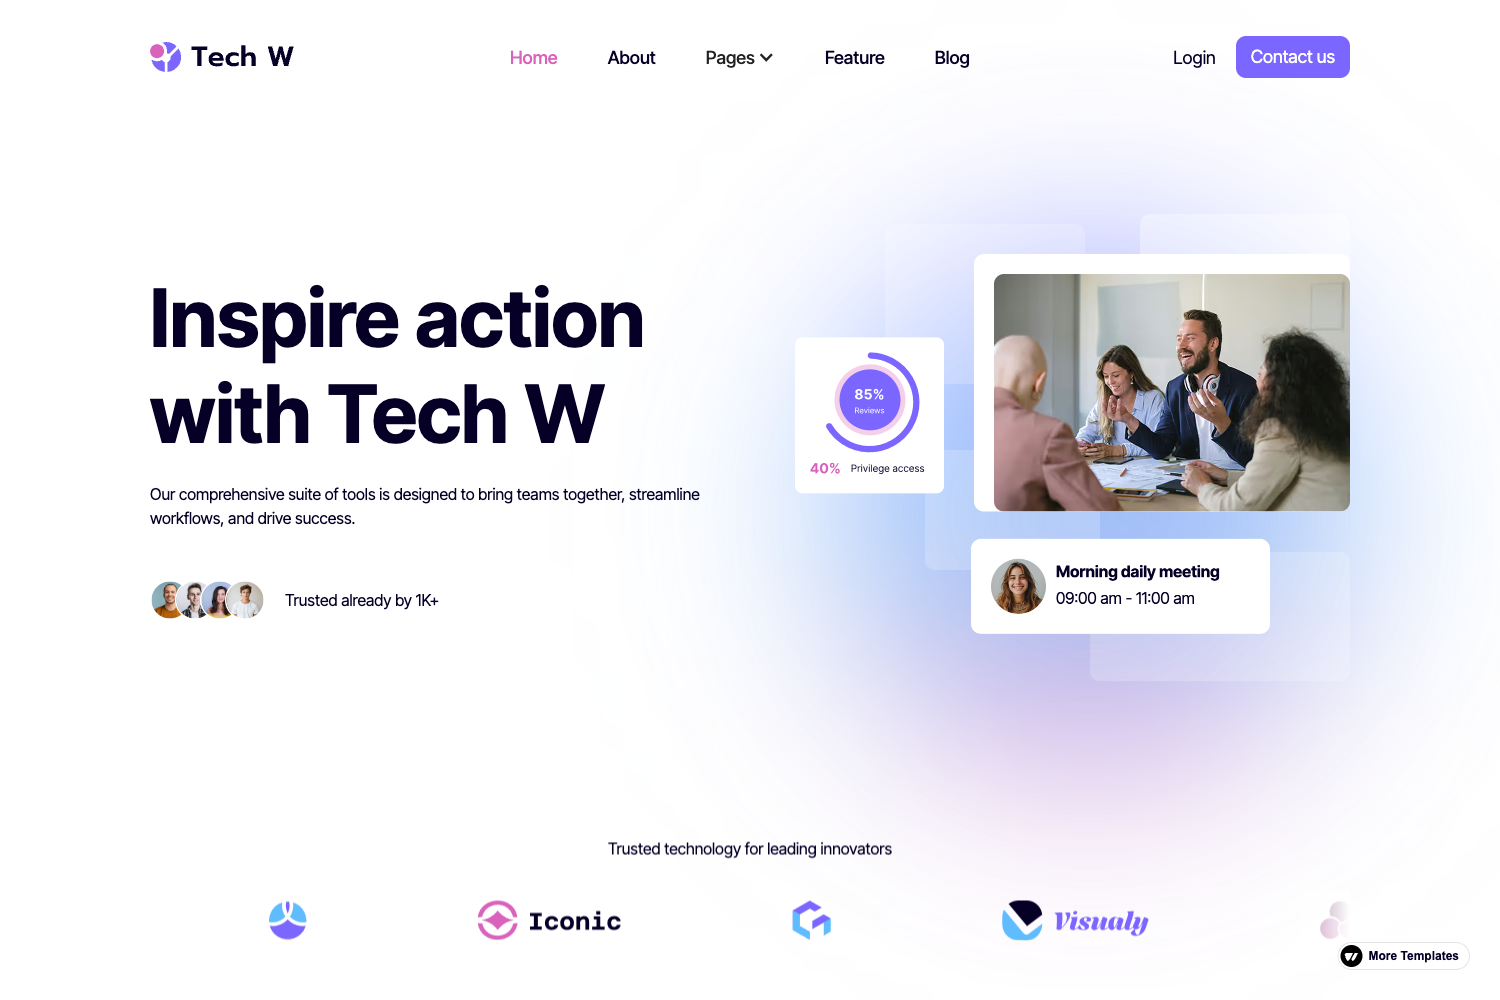 Tech W
Home
About
Pages
Feature
Blog
Login
Contact us
Inspire action
with Tech W
Our comprehensive suite of tools is designed to bring teams together, streamline
workflows, and drive success.
Trusted already by 1K+
85%
Reviews
40% Privilege access
Morning daily meeting
09:00 am - 11:00 am
Trusted technology for leading innovators
Iconic
Visualy
More Templates